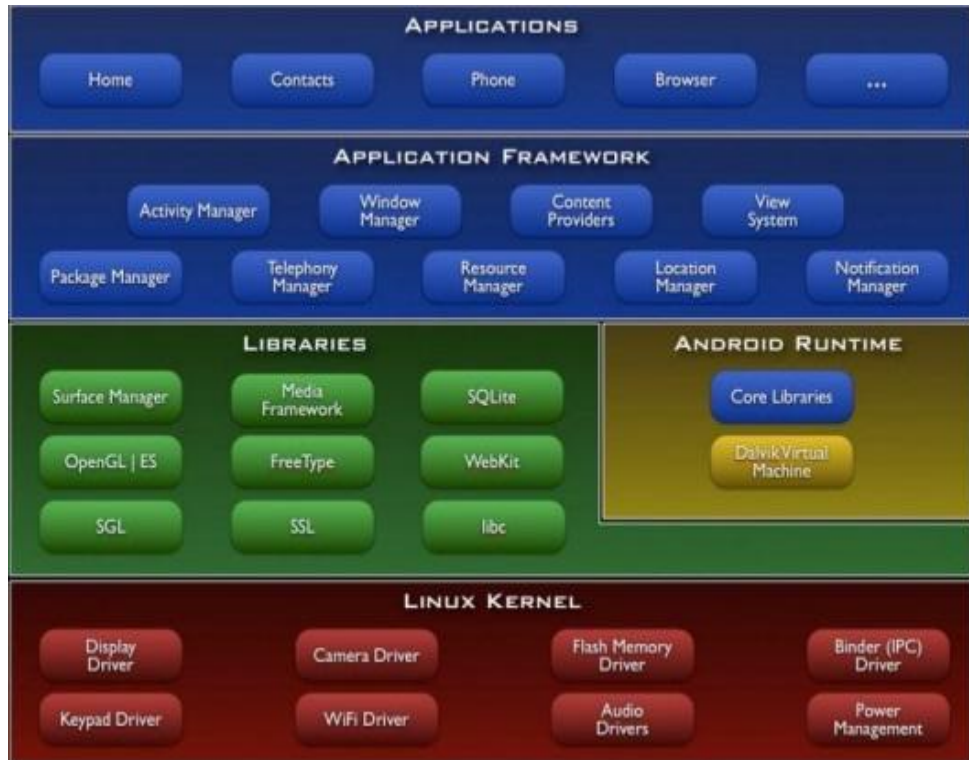 APPLICATIONS
Home
Contacts
Phone
Browser
...
APPLICATION FRAMEWORK
Activity Manager
Window
Manager
Content
Providers
View
System
Package Manager
Telephony
Manager
Resource
Manager
Location
Manager
Notification
Manager
LIBRARIES
Surface Manager
Media
Framework
SQLite
OpenGL | ES
FreeType
WebKit
SGL
SSL
libc
ANDROID RUNTIME
Core Libraries
Dalvik Virtual
Machine
LINUX KERNEL
Display
Driver
Camera Driver
Flash Memory
Driver
Binder (IPC)
Driver
Keypad Driver
WiFi Driver
Audio
Drivers
Power
Management